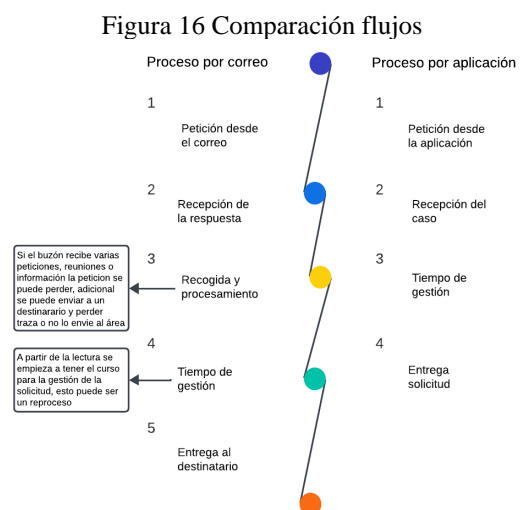 Figura 16 Comparación flujos
Proceso por correo
Proceso por aplicación
1
Petición desde
el correo
1
Petición desde
la aplicación
2
Recepción de
la respuesta
2
Recepción del
caso
Si el buzón recibe varias
peticiones, reuniones o
información la peticion se
puede perder, adicional
se puede enviar a un
destinarario y perder
traza o no lo envie al área
3
Recogida y
procesamiento
3
Tiempo de
gestión
A partir de la lectura se
empieza a tener el curso
para la gestión de la
solicitud, esto puede ser
un reproceso
4
Tiempo de
gestión
4
Entrega
solicitud
5
Entrega al
destinatario